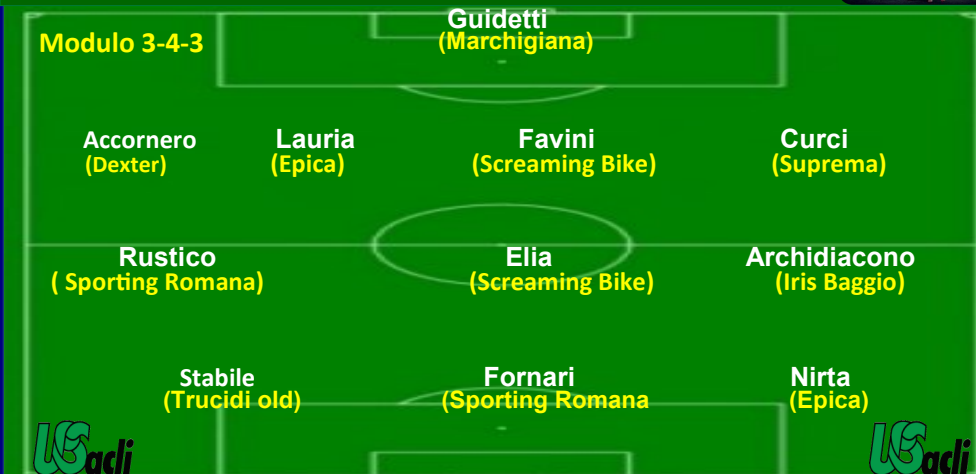 Guidetti
(Marchigiana)
Modulo 3-4-3
Accornero Lauria Favini Curci
(Dexter) (Epica) (Screaming Bike) (Suprema)
Rustico Elia Archidiacono
( Sporting Romana) (Screaming Bike) (Iris Baggio)
Stabile Fornari Nirta
(Trucidi old) (Sporting Romana (Epica)
USacli USacli